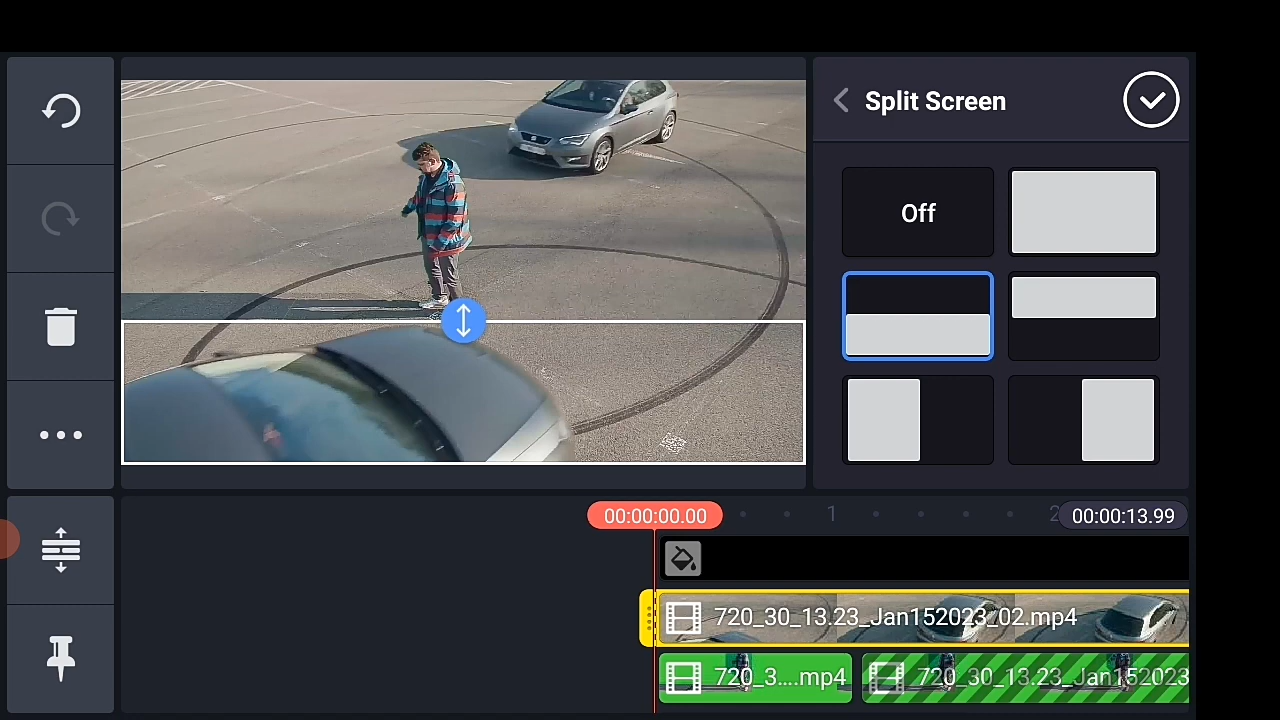 Split Screen
Off
00:00:00.00
1
2
00:00:13.99
720_30_13.23_Jan152023_02.mp4
720_3....mp4
720_30_13.23_Jan152023